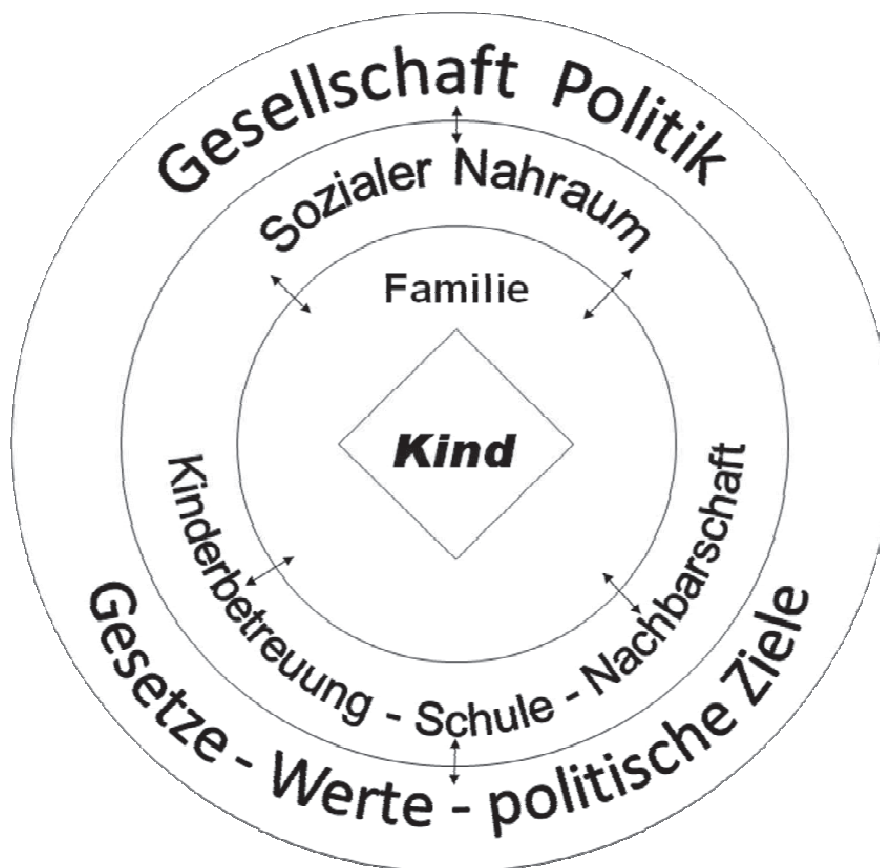 Gesellschaft Politik
Sozialer Nahraum
Familie
Kind
Kinderbetreuung - Schule - Nachbarschaft
Gesetze - Werte - politische Ziele